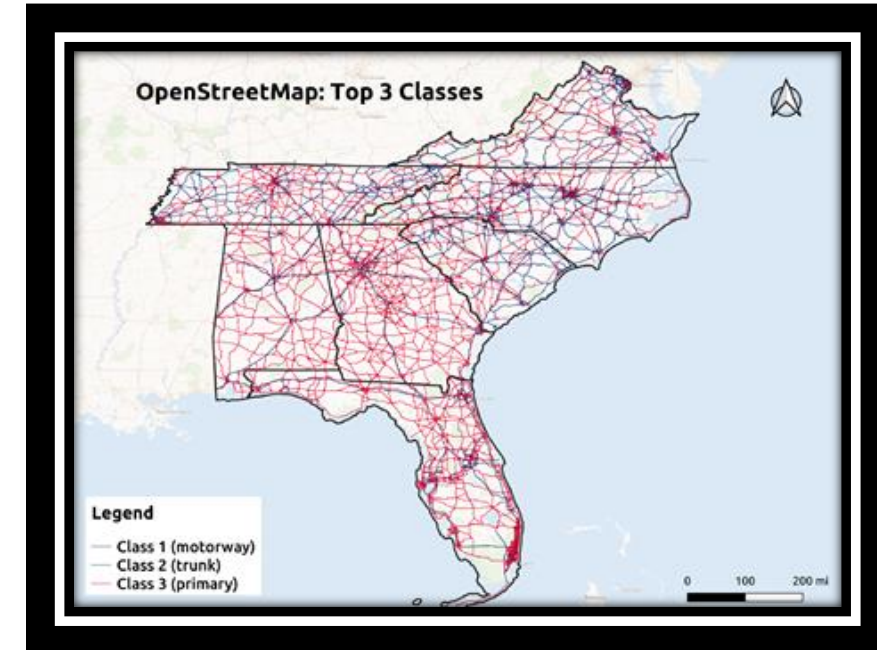 OpenStreetMap: Top 3 Classes
Legend
Class 1 (motorway)
Class 2 (trunk)
Class 3 (primary)
0 100 200 mi